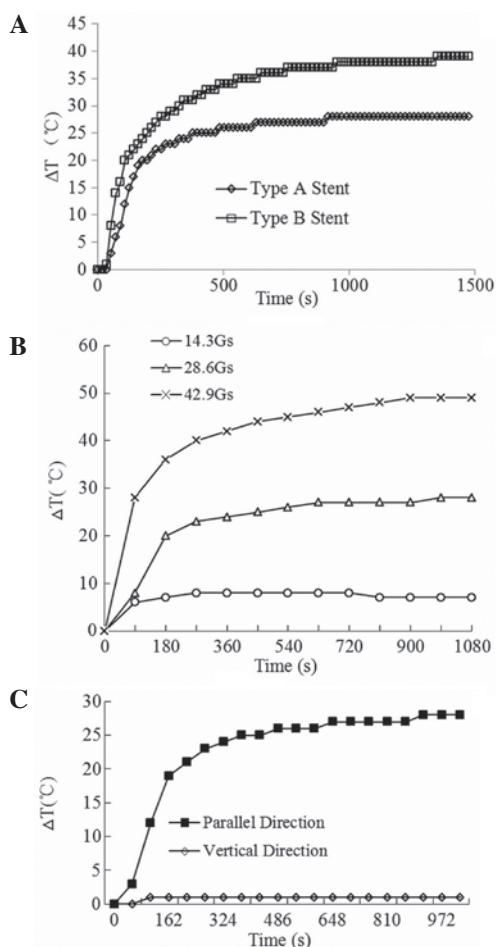 A
45
40
35
30
25
20
15
10
5
0
ΔT (℃)
Type A Stent
Type B Stent
500
1000
1500
Time (s)
B
60
50
40
30
20
10
0
ΔT(℃)
14.3Gs
28.6Gs
42.9Gs
0
180
360
540
720
900
1080
Time (s)
C
30
25
20
15
10
5
0
ΔT(℃)
Parallel Direction
Vertical Direction
0
162
324
486
648
810
972
Time (s)